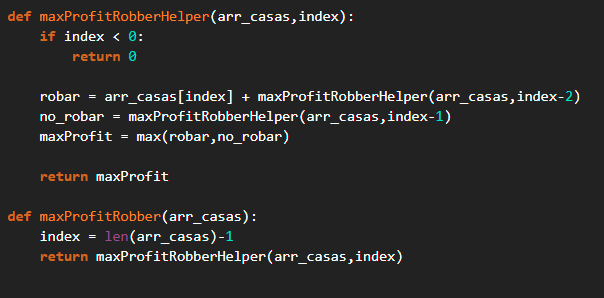 def maxProfitRobberHelper(arr_casas,index):
    if index < 0:
        return 0

    robar = arr_casas[index] + maxProfitRobberHelper(arr_casas,index-2)
    no_robar = maxProfitRobberHelper(arr_casas,index-1)
    maxProfit = max(robar,no_robar)

    return maxProfit

def maxProfitRobber(arr_casas):
    index = len(arr_casas)-1
    return maxProfitRobberHelper(arr_casas,index)